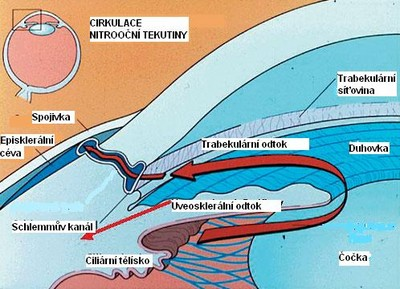 CIRKULACE
NITROOČNÍ TEKUTINY
Trabekulární
síťovina
Spojivka
Episklerální
céva
Trabekulární odtok
Duhovka
Uveosklerální odtok
Schlemmův kanál
Ciliární tělísko
Čočka